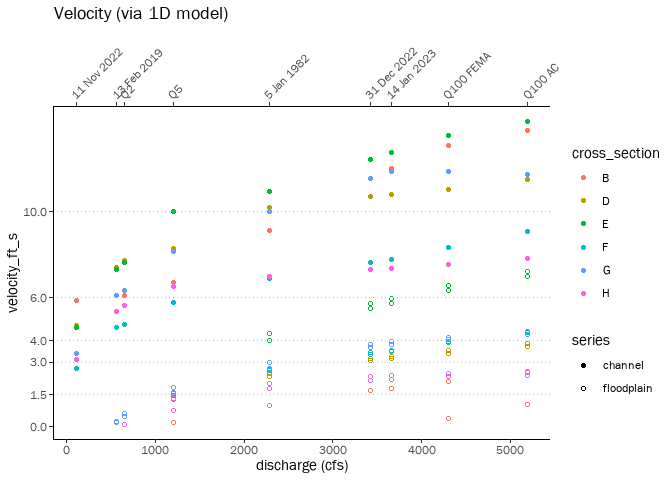 Velocity (via 1D model)
11 Nov 2022
13 Feb 2019
Q2
Q5
5 Jan 1982
31 Dec 2022
14 Jan 2023
Q100 FEMA
Q100 AC
velocity_ft_s
10.0
6.0
4.0
3.0
1.5
0.0
0
1000
2000
3000
4000
5000
discharge (cfs)
cross_section
B
D
E
F
G
H
series
channel
floodplain